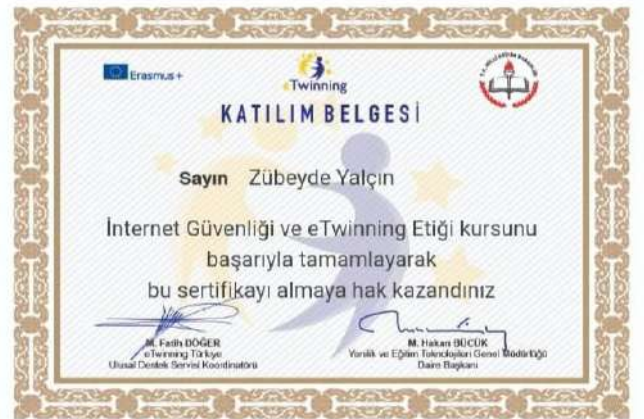 Erasmus+
eTwinning
KATILIM BELGESİ
Sayın Zübeyde Yalçın
İnternet Güvenliği ve eTwinning Etiği kursunu
başarıyla tamamlayarak
bu sertifikayı almaya hak kazandınız
M. Fatih DÖĞER
eTwinning Türkiye
Ulusal Destek Servisi Koordinatörü
M. Hakan BÜCÜK
Yenilik ve Eğitim Teknolojileri Genel Müdürlüğü
Daire Başkanı